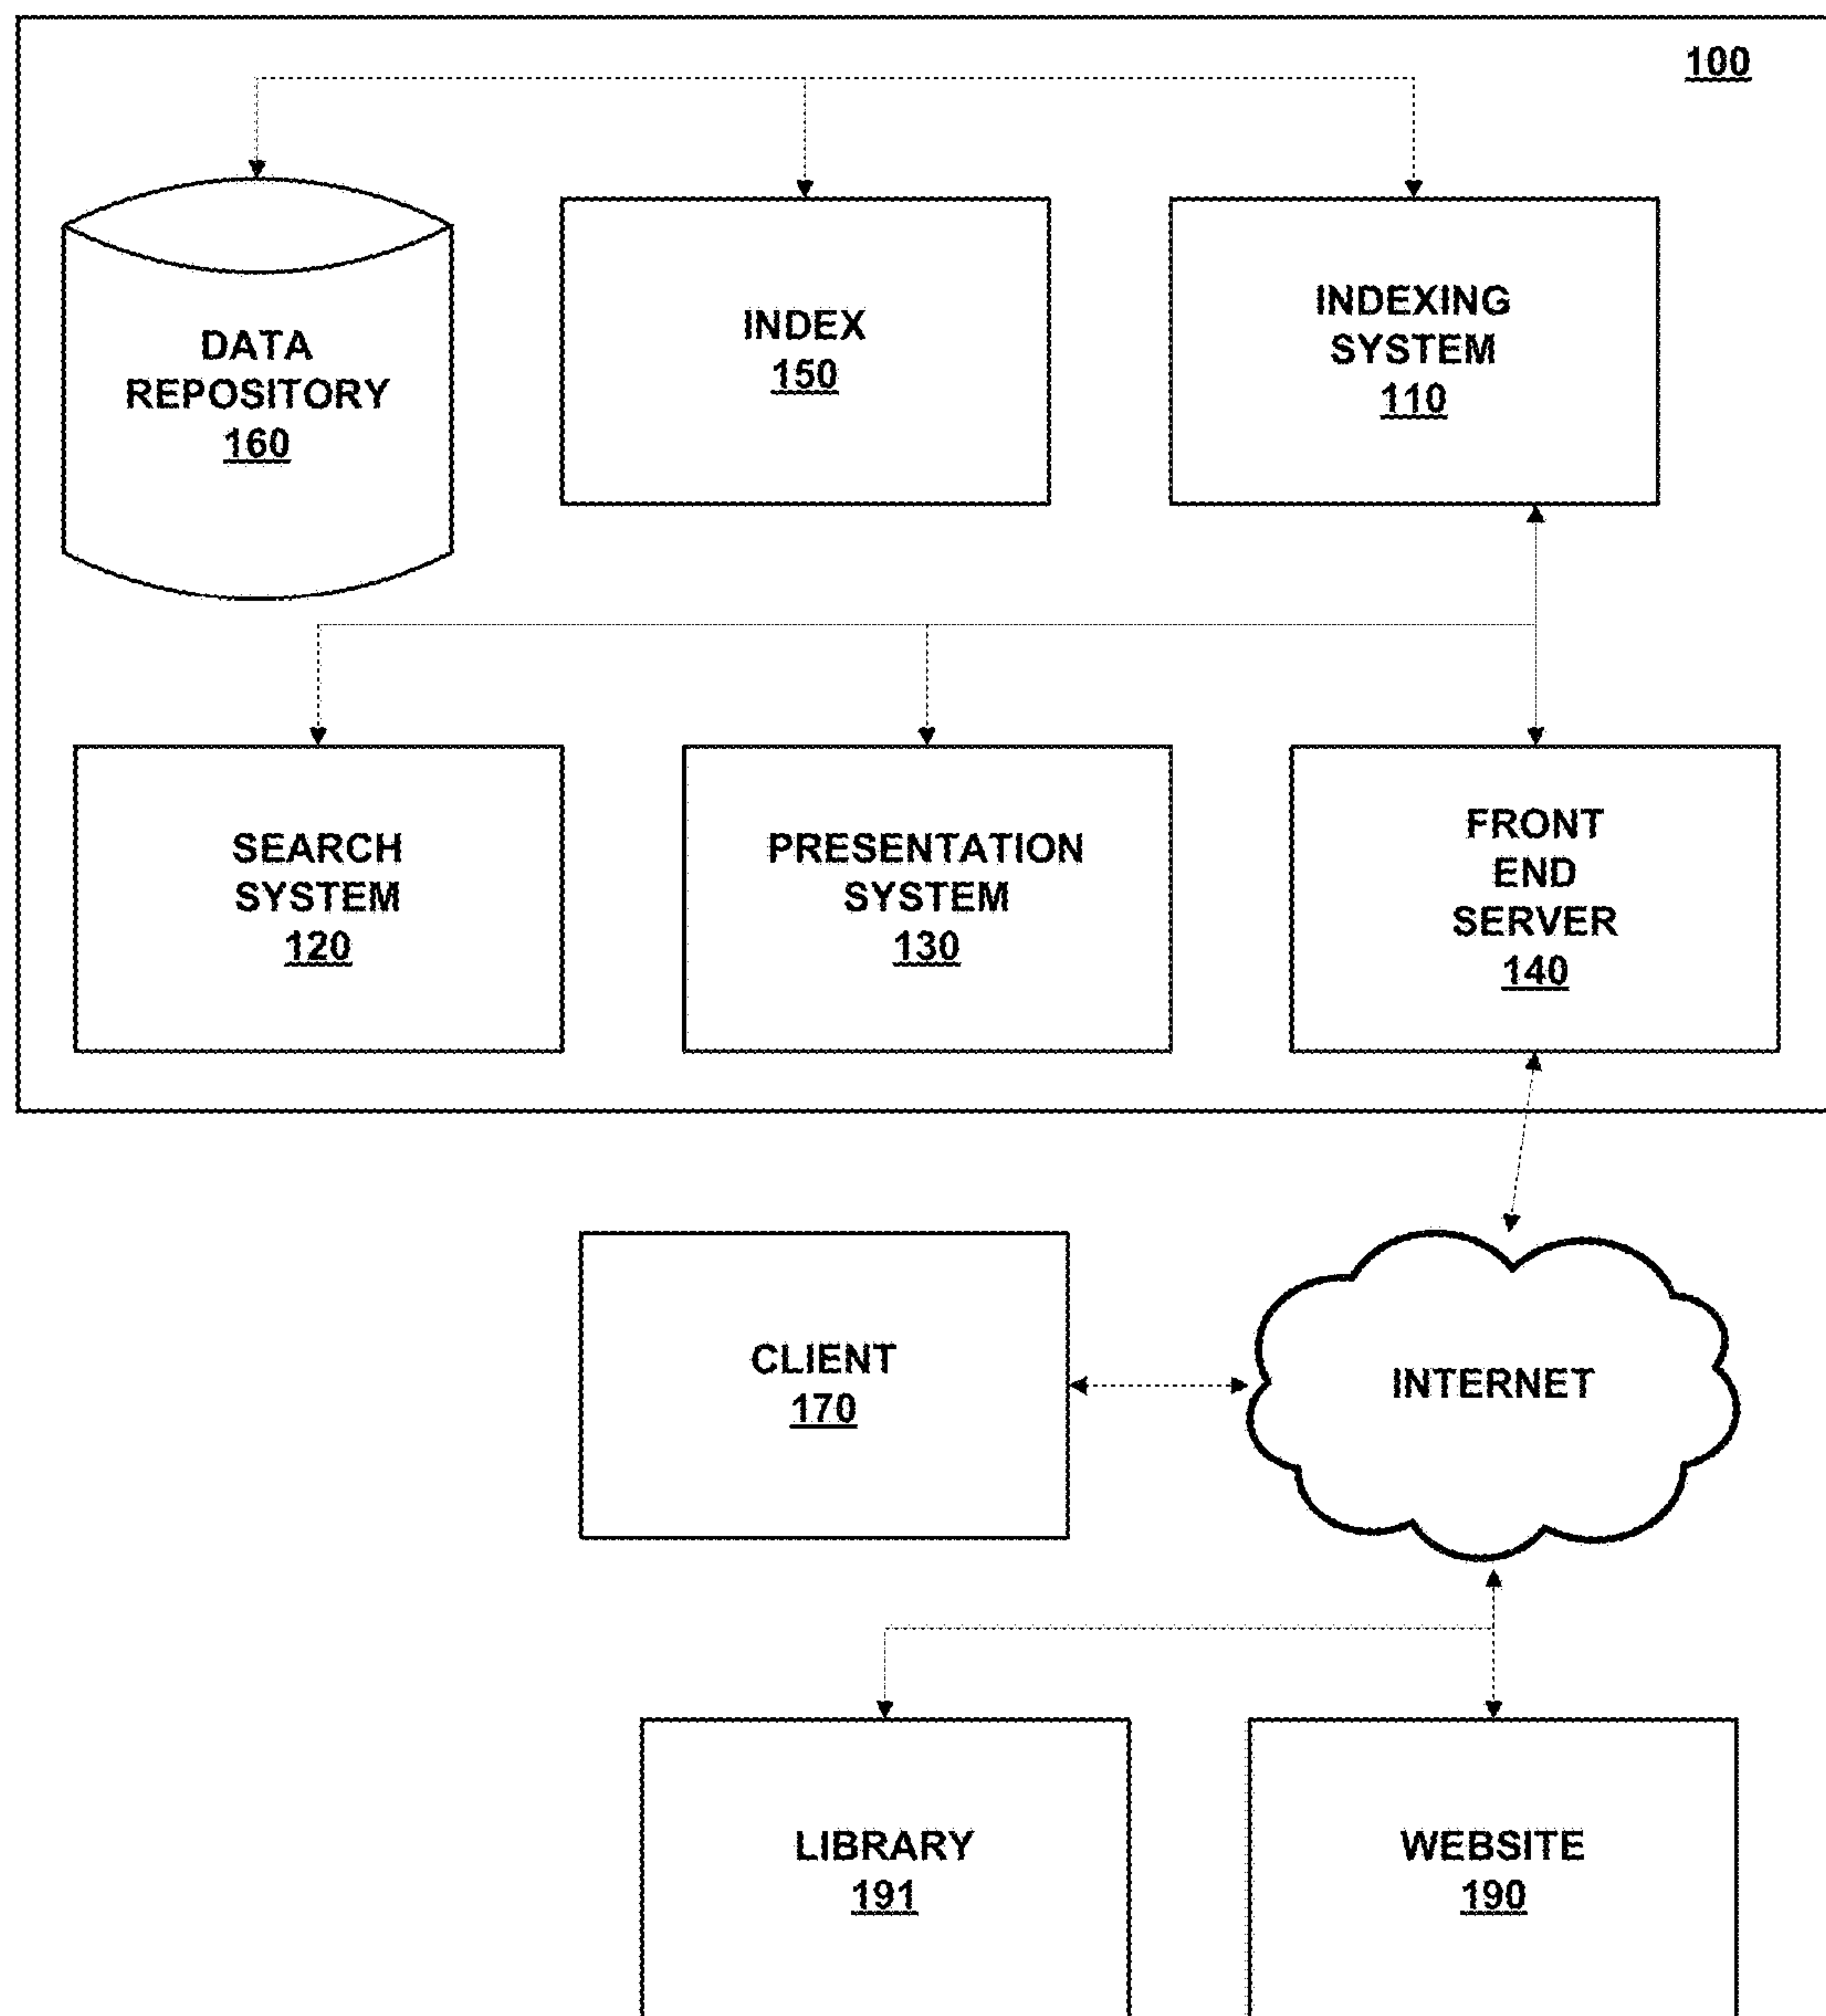 100
DATA
REPOSITORY
160
INDEX
150
INDEXING
SYSTEM
110
SEARCH
SYSTEM
120
PRESENTATION
SYSTEM
130
FRONT
END
SERVER
140
CLIENT
170
INTERNET
LIBRARY
191
WEBSITE
190